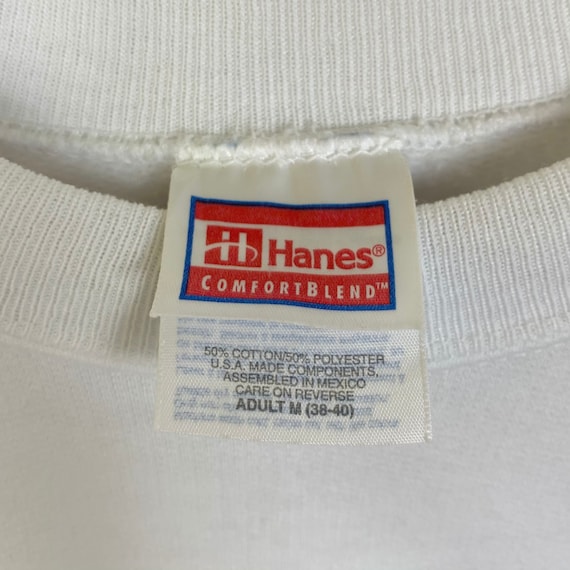 Hanes®
COMFORTBLEND™
50% COTTON/50% POLYESTER
U.S.A. MADE COMPONENTS,
ASSEMBLED IN MEXICO
CARE ON REVERSE
ADULT M (38-40)